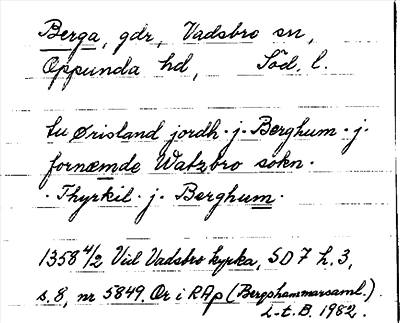 Berga, gdr, Vadsbro sn,
Oppunda hd, Söd. l.
tu Ørisland jordh · j · Berghum · j ·
fornæmde Watzbro sokn ·
· Thyrkil · j · Berghum ·
1358 4/2 Vid Vadsbro kyrka, SD 7 h. 3,
s. 8, nr 5849. Or i RAp (Bergshammarsaml.).
L-t. B. 1982.